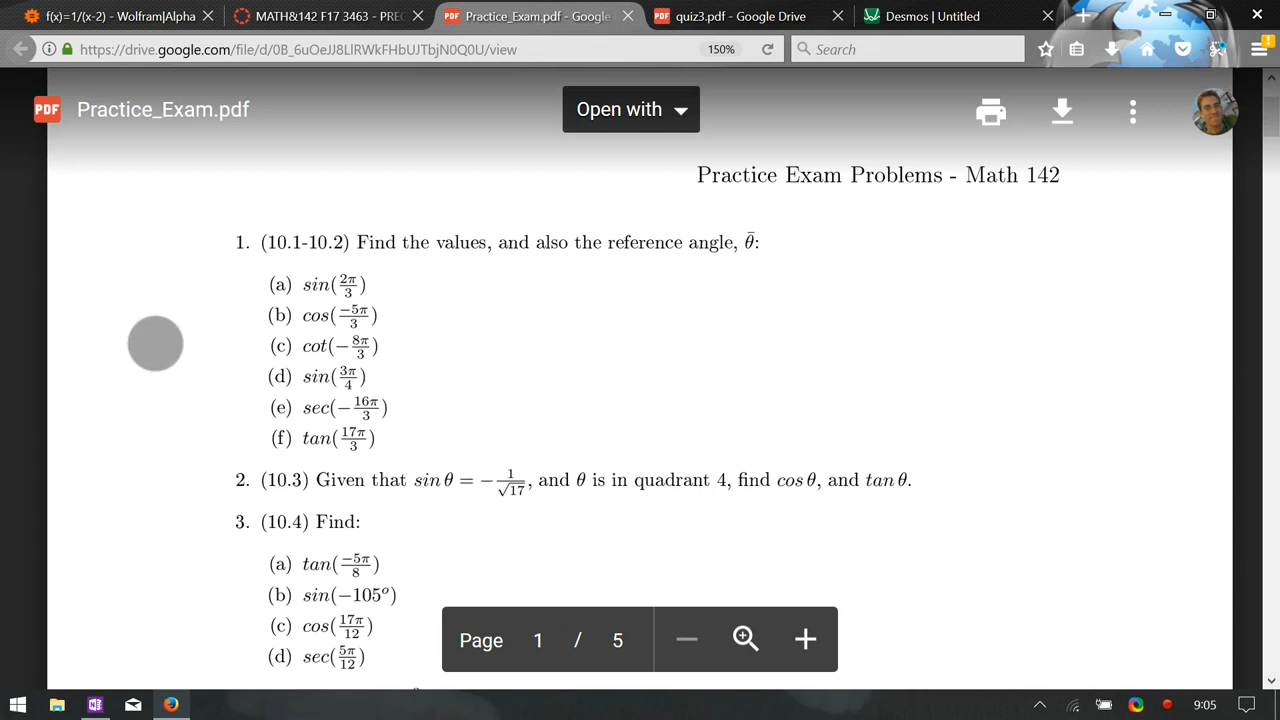 f(x)=1/(x-2) - Wolfram|Alpha
MATH&142 F17 3463 - PREC
Practice_Exam.pdf - Google
quiz3.pdf - Google Drive
Desmos | Untitled
https://drive.google.com/file/d/0B_6uOeJJ8LlRWkFHbUJTbjN0Q0U/view
150%
Search
PDF Practice_Exam.pdf
Open with
Practice Exam Problems - Math 142
1. (10.1-10.2) Find the values, and also the reference angle, θ̄:
(a) sin(2π/3)
(b) cos(−5π/3)
(c) cot(−8π/3)
(d) sin(3π/4)
(e) sec(−16π/3)
(f) tan(17π/3)
2. (10.3) Given that sin θ = −1/√17, and θ is in quadrant 4, find cos θ, and tan θ.
3. (10.4) Find:
(a) tan(−5π/8)
(b) sin(−105°)
(c) cos(17π/12)
(d) sec(5π/12)
Page 1 / 5
9:05